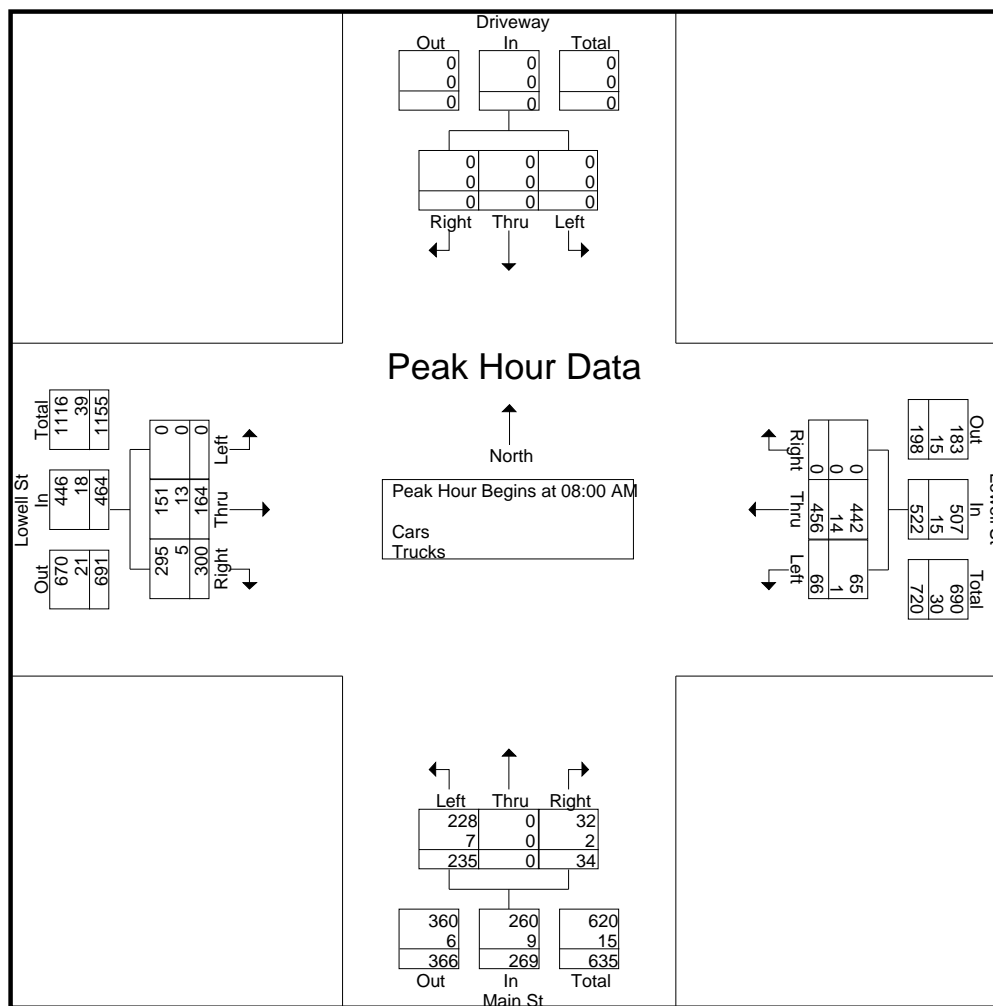 Driveway
Out In Total
0 0 0
0 0 0
0 0 0
0 0 0
0 0 0
0 0 0
Right Thru Left
Peak Hour Data
North
Peak Hour Begins at 08:00 AM
Cars
Trucks
Lowell St
Total In Out
1116 446 670
39 18 21
1155 464 691
0 151 295
0 13 5
0 164 300
Left Thru Right
Lowell St
Out In Total
183 507 690
15 15 30
198 522 720
0 442 65
0 14 1
0 456 66
Right Thru Left
Left Thru Right
228 0 32
7 0 2
235 0 34
360 260 620
6 9 15
366 269 635
Out In Total
Main St